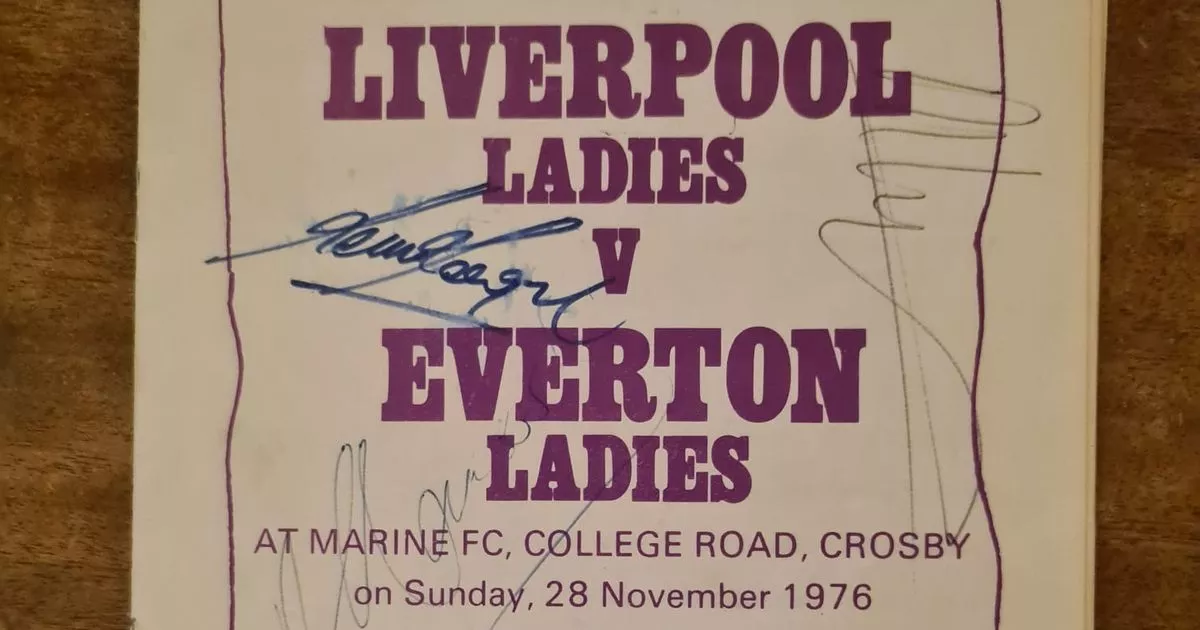 LIVERPOOL
LADIES
V
EVERTON
LADIES
AT MARINE FC, COLLEGE ROAD, CROSBY
on Sunday, 28 November 1976